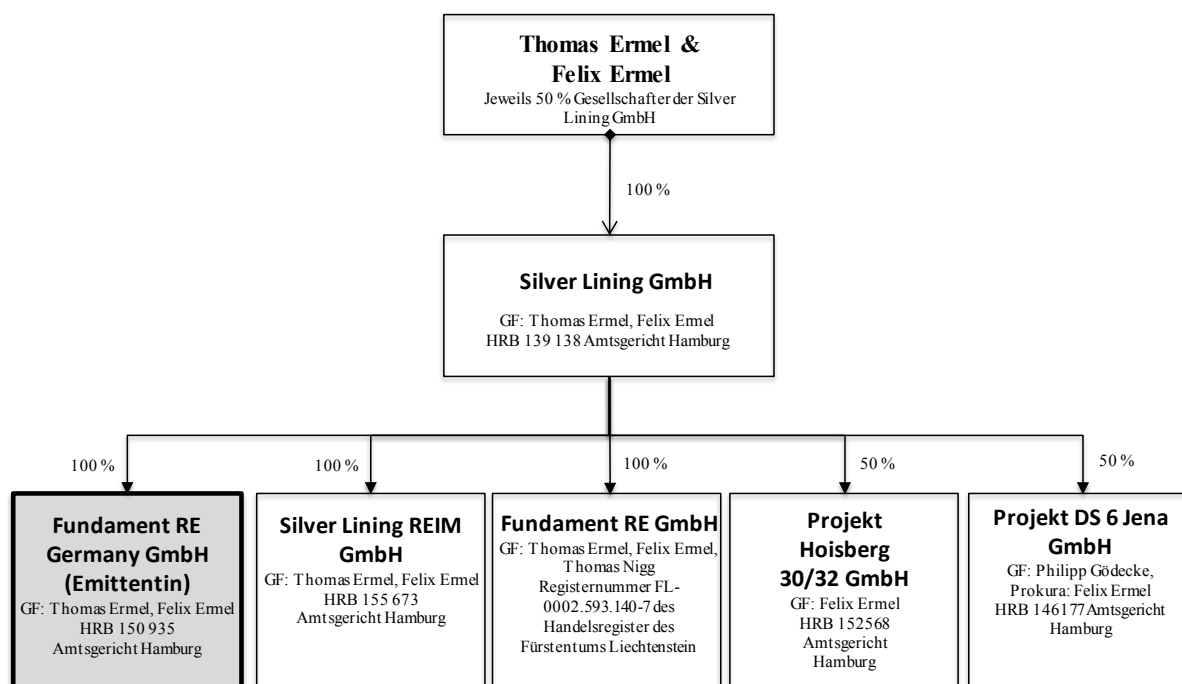 Thomas Ermel &
Felix Ermel
Jeweils 50 % Gesellschafter der Silver
Lining GmbH
100 %
Silver Lining GmbH
GF: Thomas Ermel, Felix Ermel
HRB 139 138 Amtsgericht Hamburg
100 %
100 %
100 %
50 %
50 %
Fundament RE
Germany GmbH
(Emittentin)
GF: Thomas Ermel, Felix Ermel
HRB 150 935
Amtsgericht Hamburg
Silver Lining REIM
GmbH
GF: Thomas Ermel, Felix Ermel
HRB 155 673
Amtsgericht Hamburg
Fundament RE GmbH
GF: Thomas Ermel, Felix Ermel,
Thomas Nigg
Registernummer FL-
0002.593.140-7 des
Handelsregister des
Fürstentums Liechtenstein
Projekt
Hoisberg
30/32 GmbH
GF: Felix Ermel
HRB 152568
Amtsgericht
Hamburg
Projekt DS 6 Jena
GmbH
GF: Philipp Gödecke,
Prokura: Felix Ermel
HRB 146177 Amtsgericht
Hamburg